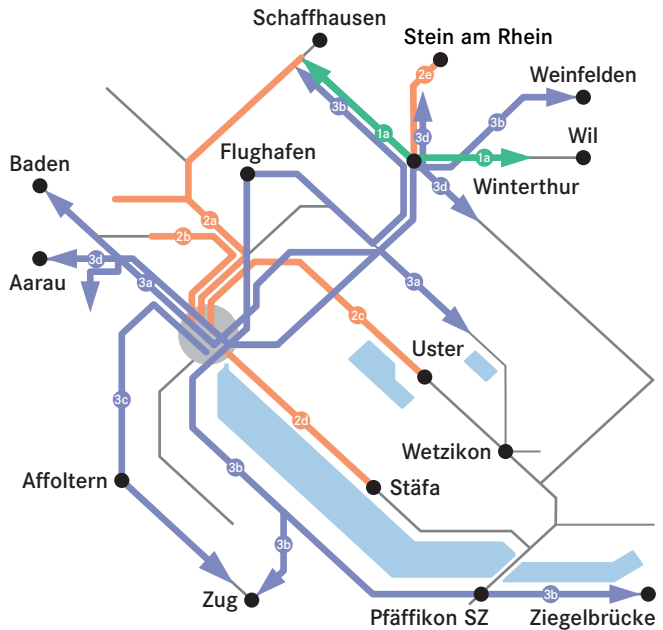 Schaffhausen
Stein am Rhein
2e
Weinfelden
3b
3b
3d
1a
Wil
1a
Flughafen
Baden
3d
Winterthur
2a
2b
3d
Aarau
3a
3a
2c
Uster
3c
2d
Wetzikon
3b
Affoltern
Stäfa
3b
Zug
3b
Pfäffikon SZ
Ziegelbrücke